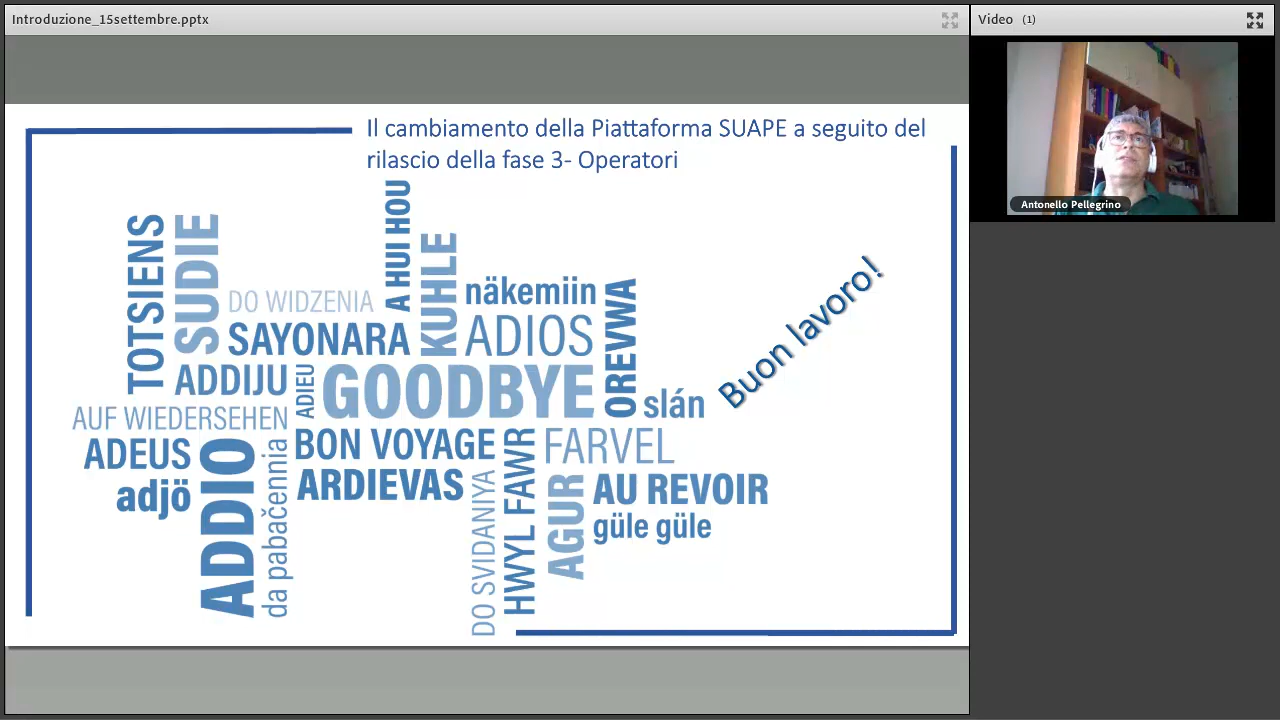 Introduzione_15settembre.pptx
Video (1)
Antonello Pellegrino
Il cambiamento della Piattaforma SUAPE a seguito del
rilascio della fase 3- Operatori
TOTSIENS
SUDIE
DO WIDZENIA
A HUI HOU
KUHLE
näkemiin
SAYONARA
ADIOS
OREVWA
ADDIJU
ADIEU
GOODBYE
slán
Buon lavoro!
AUF WIEDERSEHEN
ADEUS
adjö
ADDIO
da pabačennia
BON VOYAGE
ARDIEVAS
DO SVIDANIYA
HWYL FAWR
FARVEL
AGUR
AU REVOIR
güle güle